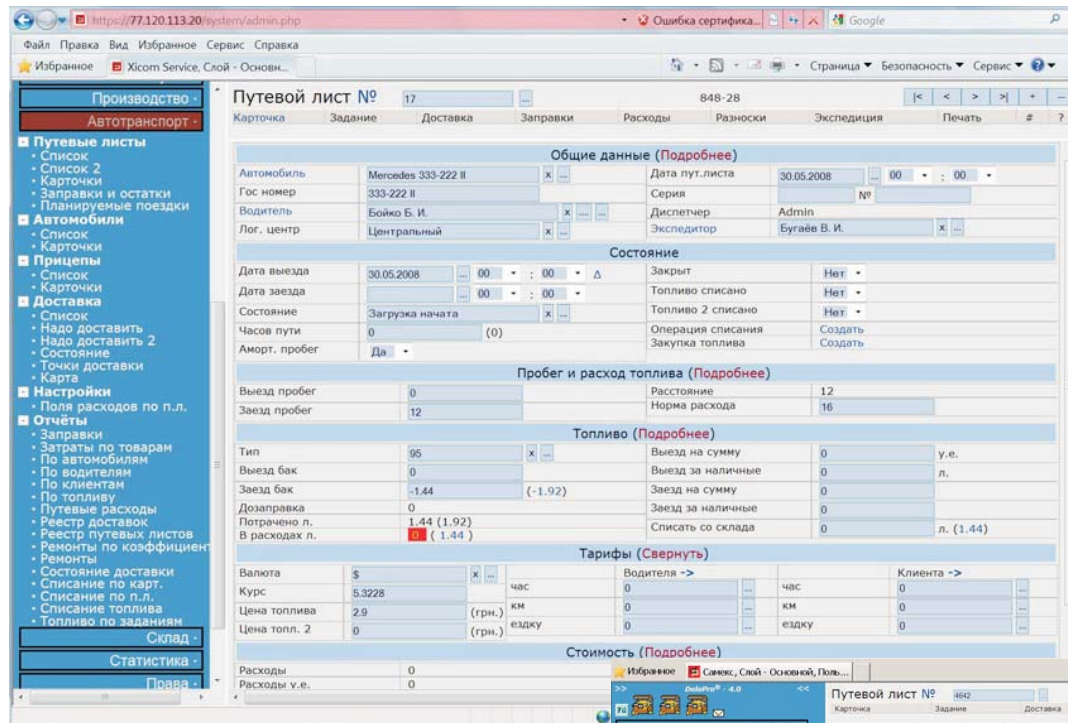 https://77.120.113.20/system/admin.php
Ошибка сертифика...
Google
Файл Правка Вид Избранное Сервис Справка
Избранное
Xicom Service, Слой - Основн...
Страница Безопасность Сервис
Производство
Автотранспорт
Путевые листы
Список
Список 2
Карточки
Заправки и остатки
Планируемые поездки
Автомобили
Список
Карточки
Прицепы
Список
Карточки
Доставка
Список
Надо доставить
Надо доставить 2
Состояние
Точки доставки
Карта
Настройки
Поля расходов по п.л.
Отчёты
Заправки
Затраты по товарам
По автомобилям
По водителям
По клиентам
По топливу
Путевые расходы
Реестр доставок
Реестр путевых листов
Ремонты по коэффициент
Ремонты
Состояние доставки
Списание по карт.
Списание по п.л.
Списание топлива
Топливо по заданиям
Склад
Статистика
Права
Путевой лист № 17 ... 848-28 |< < > >| + —
Карточка Задание Доставка Заправки Расходы Разноски Экспедиция Печать # ?
Общие данные (Подробнее)
Автомобиль Mercedes 333-222 II x ... Дата пут.листа 30.05.2008 ... 00 : 00
Гос номер 333-222 II Серия №
Водитель Бойко Б. И. x ... ... Диспетчер Admin
Лог. центр Центральный x ... Экспедитор Бугаёв В. И. x ...
Состояние
Дата выезда 30.05.2008 ... 00 : 00 Δ Закрыт Нет
Дата заезда ... 00 : 00 Топливо списано Нет
Состояние Загрузка начата x ... Топливо 2 списано Нет
Часов пути 0 (0) Операция списания Создать
Аморт. пробег Да Закупка топлива Создать
Пробег и расход топлива (Подробнее)
Выезд пробег 0 Расстояние 12
Заезд пробег 12 Норма расхода 16
Топливо (Подробнее)
Тип 95 x ... Выезд на сумму 0 у.е.
Выезд бак 0 Выезд за наличные 0 л.
Заезд бак -1.44 (-1.92) Заезд на сумму 0
Дозаправка 0 Заезд за наличные 0
Потрачено л. 1.44 (1.92) Списать со склада 0 л. (1.44)
В расходах л. 0 ( 1.44 )
Тарифы (Свернуть)
Валюта $ x ... Водителя -> Клиента ->
Курс 5.3228 час 0 ... час 0 ...
Цена топлива 2.9 (грн.) км 0 ... км 0 ...
Цена топл. 2 0 (грн.) ездку 0 ... ездку 0 ...
Стоимость (Подробнее)
Расходы 0
Расходы у.е. 0
Избранное Самекс, Слой - Основной, Поль...
>> DeloPro® - 4.0 <<
Путевой лист № 4642
Карточка Задание Доставка